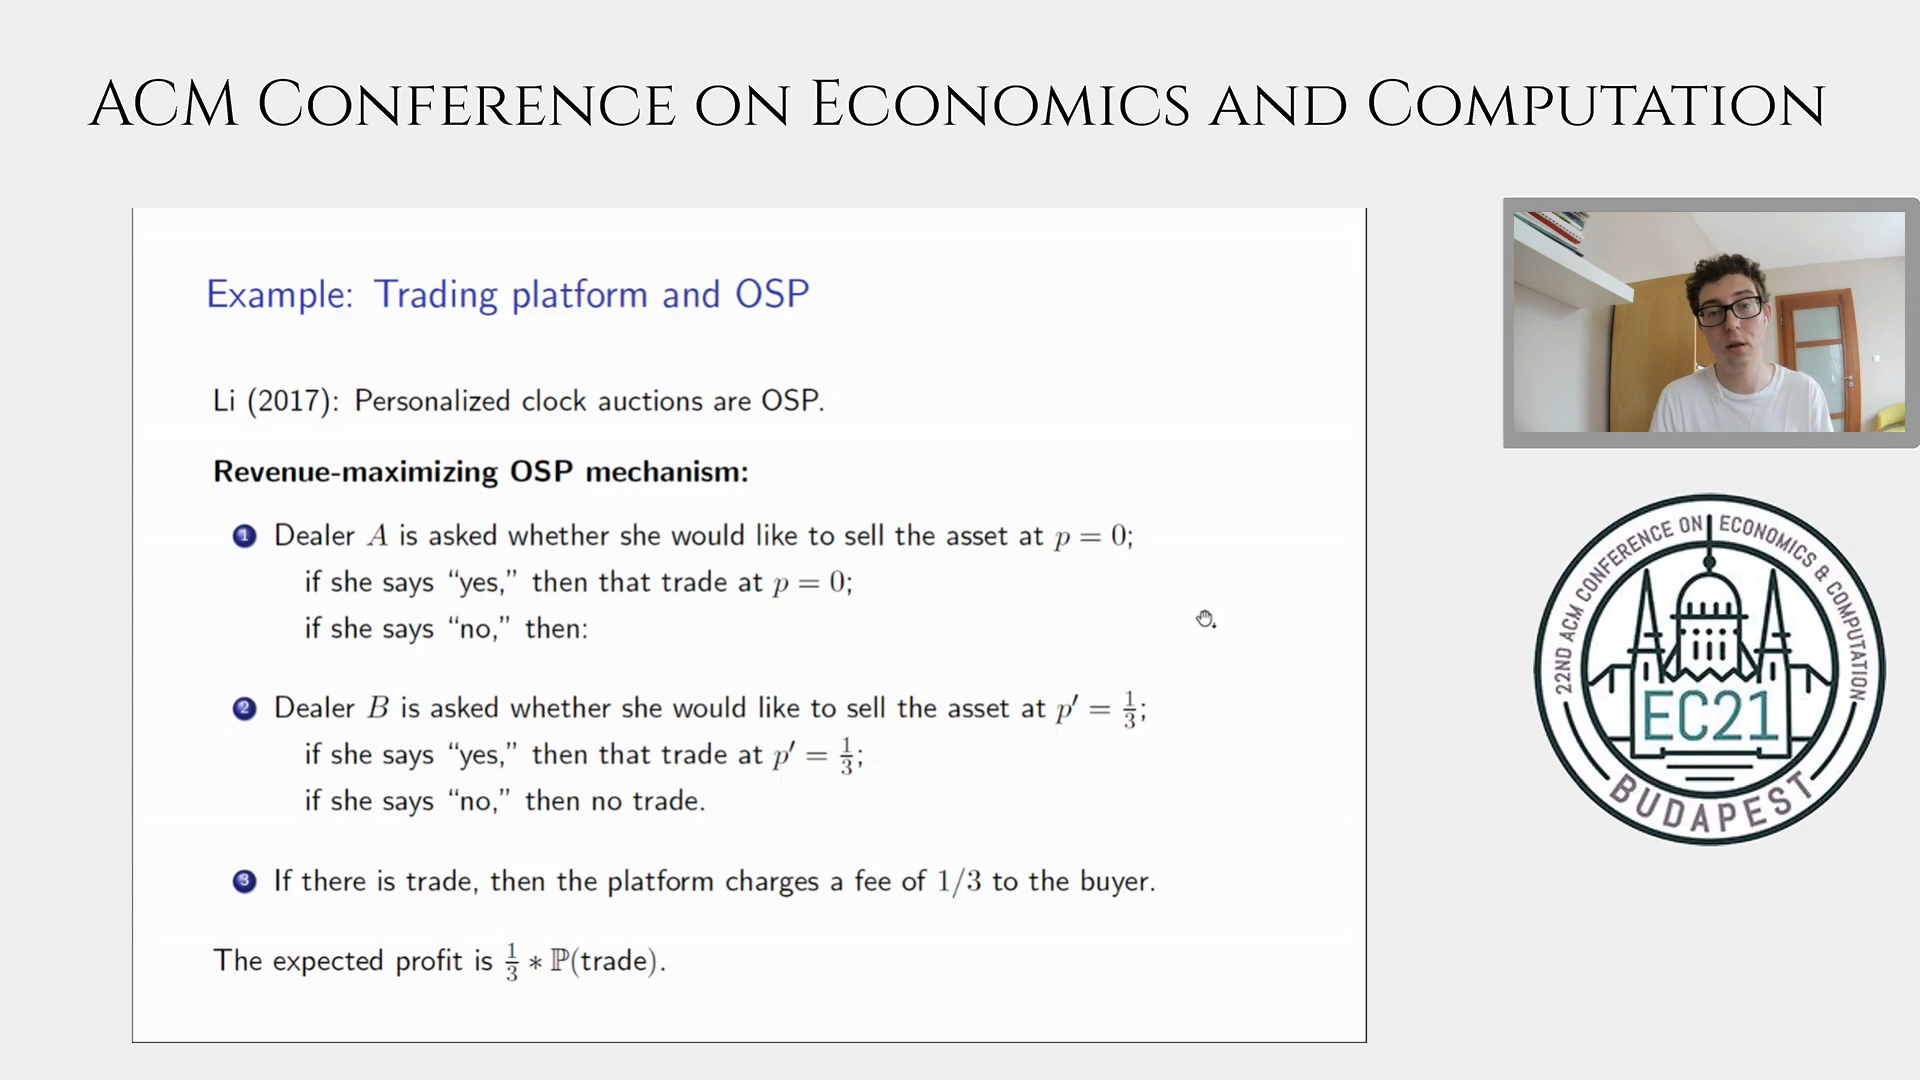 ACM Conference on Economics and Computation
Example: Trading platform and OSP
Li (2017): Personalized clock auctions are OSP.
Revenue-maximizing OSP mechanism:
1 Dealer A is asked whether she would like to sell the asset at p = 0;
if she says “yes,” then that trade at p = 0;
if she says “no,” then:
2 Dealer B is asked whether she would like to sell the asset at p′ = 1/3;
if she says “yes,” then that trade at p′ = 1/3;
if she says “no,” then no trade.
3 If there is trade, then the platform charges a fee of 1/3 to the buyer.
The expected profit is 1/3 * ℙ(trade).
22ND ACM CONFERENCE ON ECONOMICS & COMPUTATION
EC21
BUDAPEST